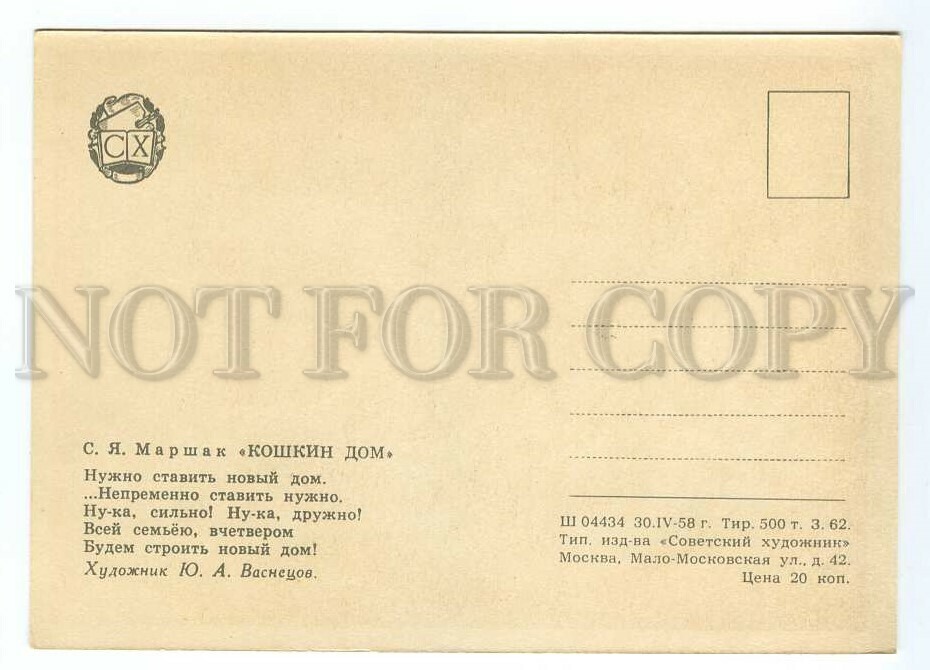 СХ
NOT FOR COPY
С. Я. Маршак «КОШКИН ДОМ»
Нужно ставить новый дом.
...Непременно ставить нужно.
Ну-ка, сильно! Ну-ка, дружно!
Всей семьёю, вчетвером
Будем строить новый дом!
Художник Ю. А. Васнецов.
Ш 04434 30.IV-58 г. Тир. 500 т. З. 62.
Тип. изд-ва «Советский художник»
Москва, Мало-Московская ул., д. 42.
Цена 20 коп.